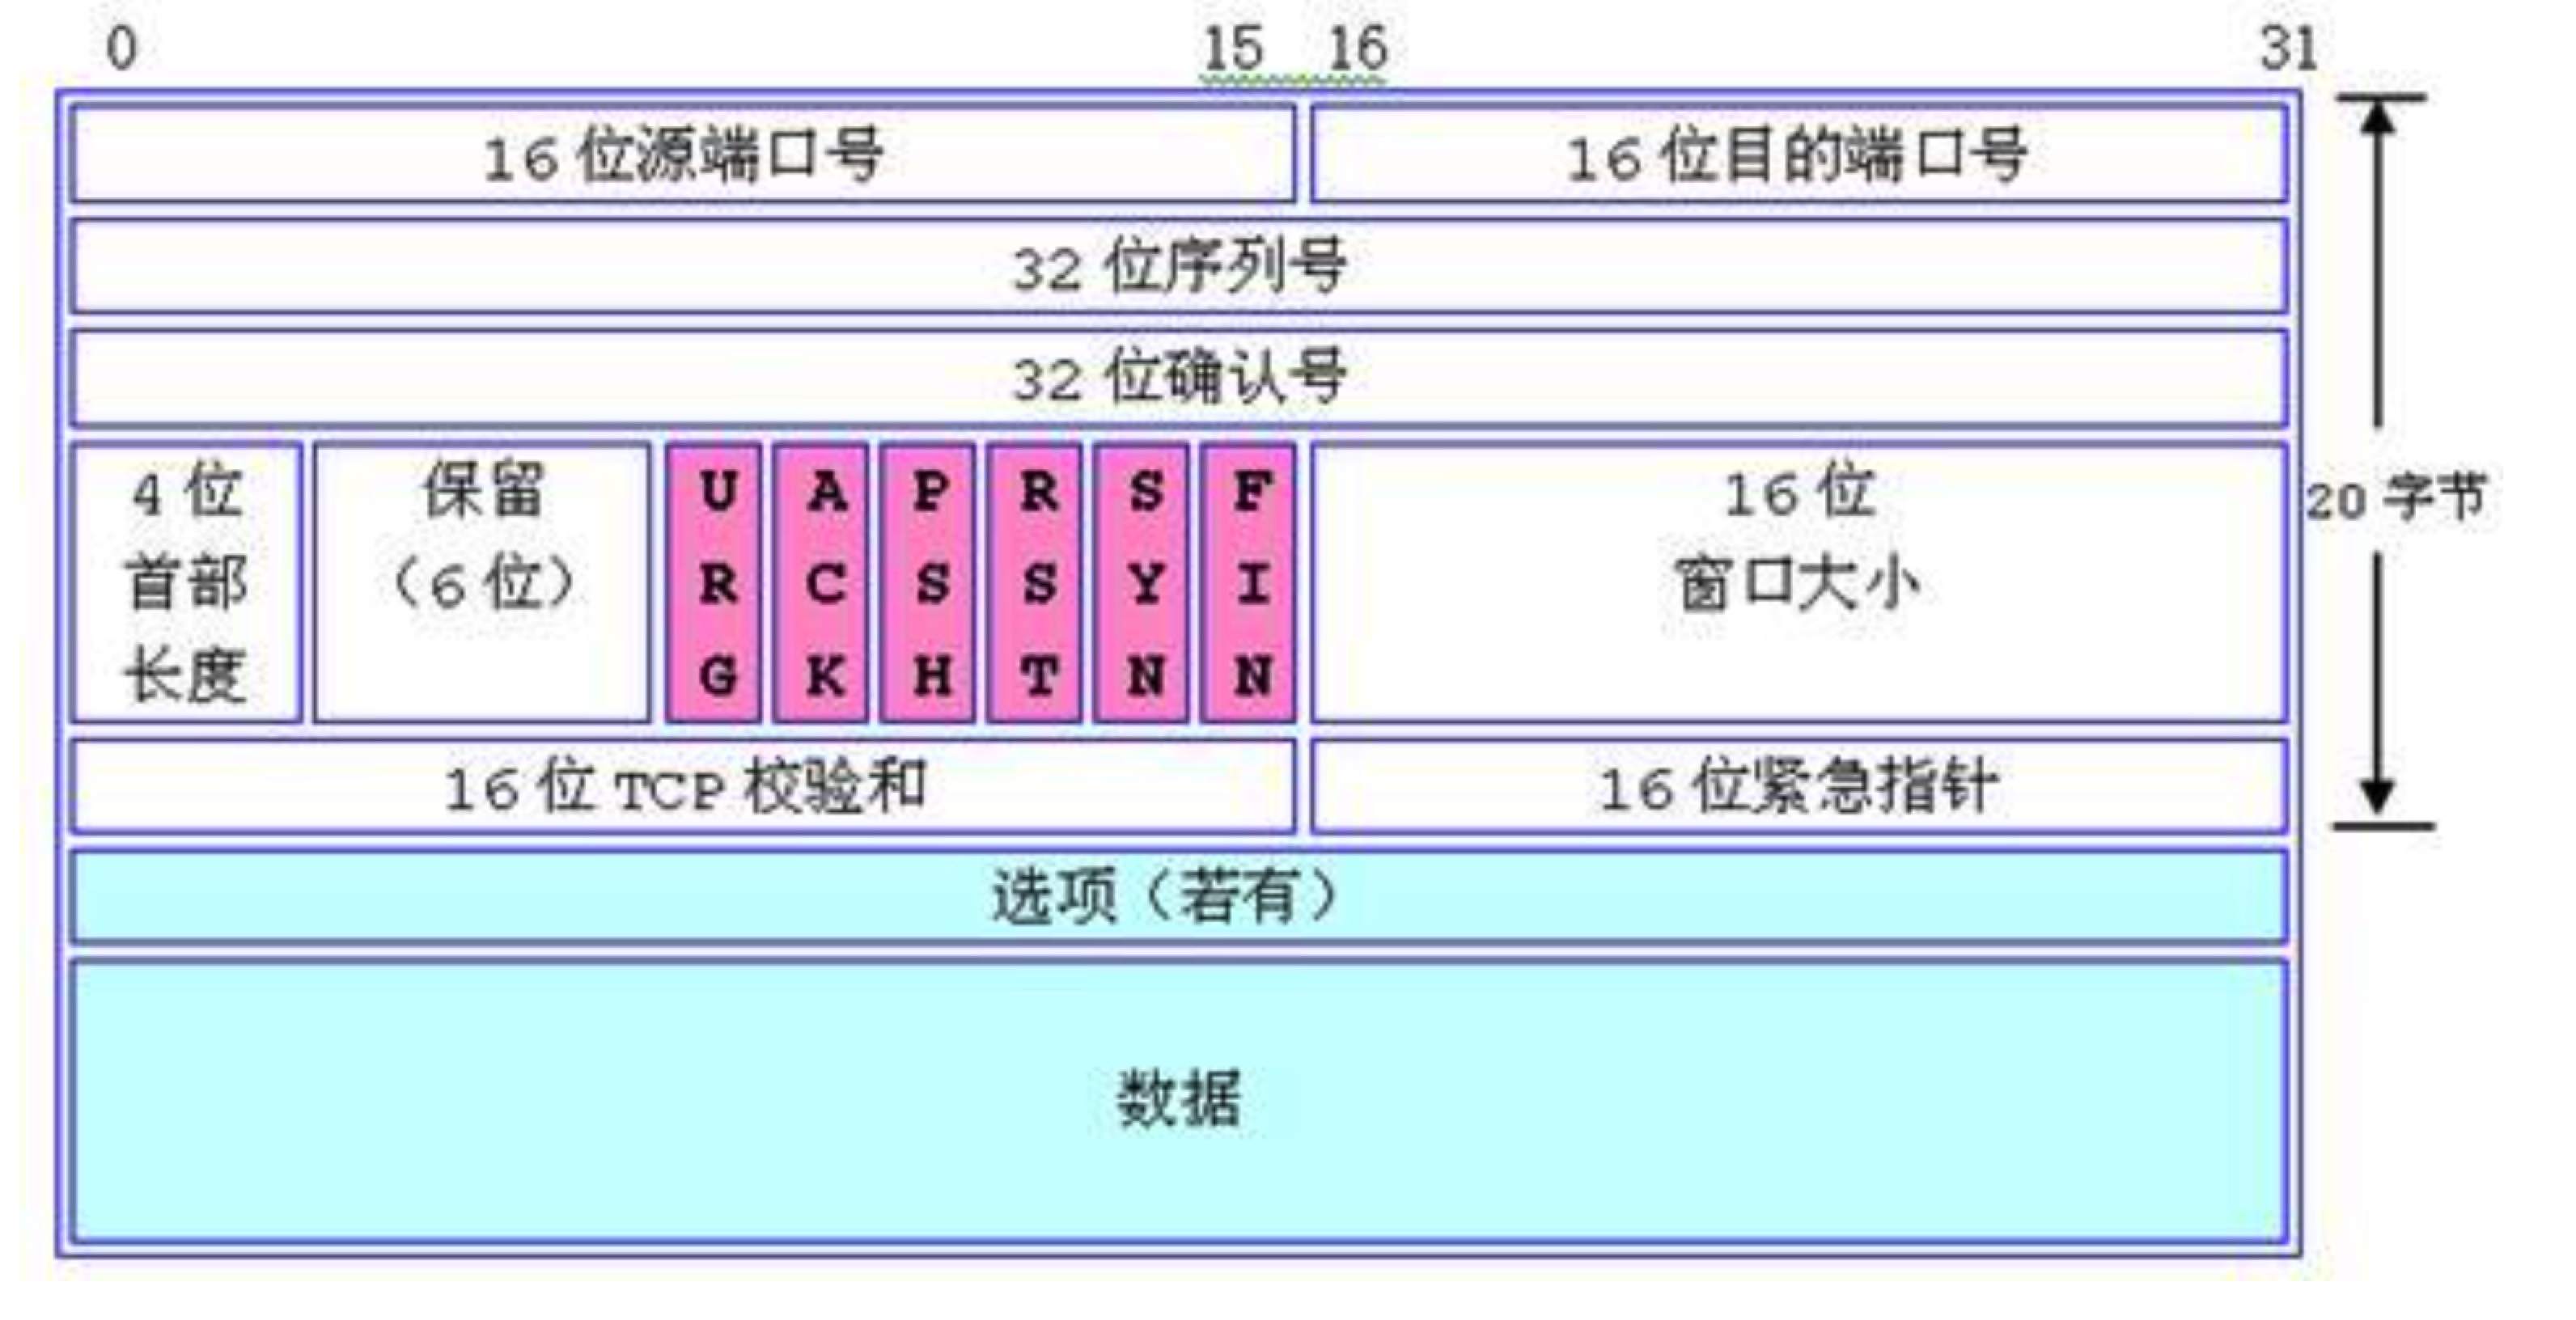 0 15 16 31
16 位源端口号 16 位目的端口号
32 位序列号
32 位确认号
4 位
首部
长度
保留
（6 位）
URG
ACK
PSH
RST
SYN
FIN
16 位
窗口大小
20 字节
16 位 TCP 校验和 16 位紧急指针
选项（若有）
数据